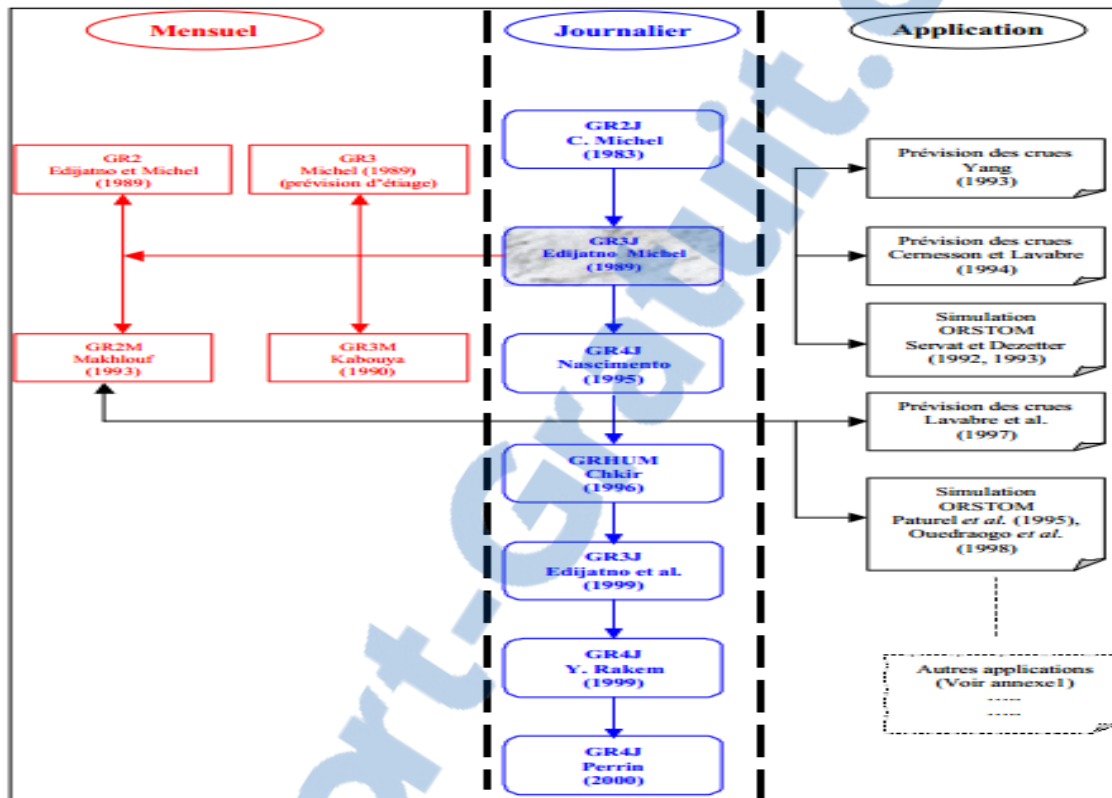 Mensuel
Journalier
Application
GR2
Edijatno et Michel
(1989)
GR3
Michel (1989)
(prévision d'étiage)
GR2M
Makhlouf
(1993)
GR3M
Kabouya
(1990)
GR2J
C. Michel
(1983)
GR3J
Edijatno Michel
(1989)
GR4J
Nascimento
(1995)
GRHUM
Chkir
(1996)
GR3J
Edijatno et al.
(1999)
GR4J
Y. Rakem
(1999)
GR4J
Perrin
(2000)
Prévision des crues
Yang
(1993)
Prévision des crues
Cernesson et Lavabre
(1994)
Simulation
ORSTOM
Servat et Dezetter
(1992, 1993)
Prévision des crues
Lavabre et al.
(1997)
Simulation
ORSTOM
Paturel et al. (1995),
Ouedraogo et al.
(1998)
Autres applications
(Voir annexe1)
.....
.....
ort-Gratuit.c